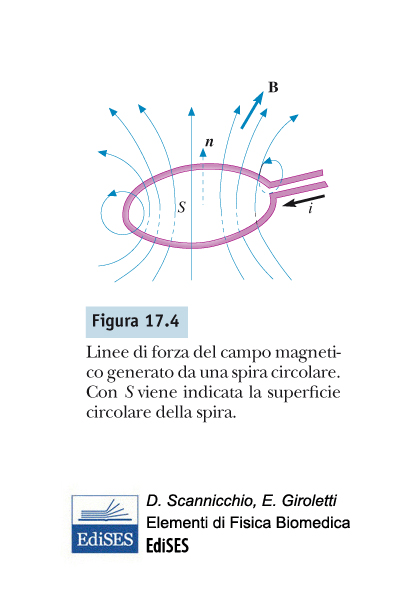 B
n
S
i
Figura 17.4
Linee di forza del campo magneti-
co generato da una spira circolare.
Con S viene indicata la superficie
circolare della spira.
D. Scannicchio, E. Giroletti
Elementi di Fisica Biomedica
EdiSES
EdiSES